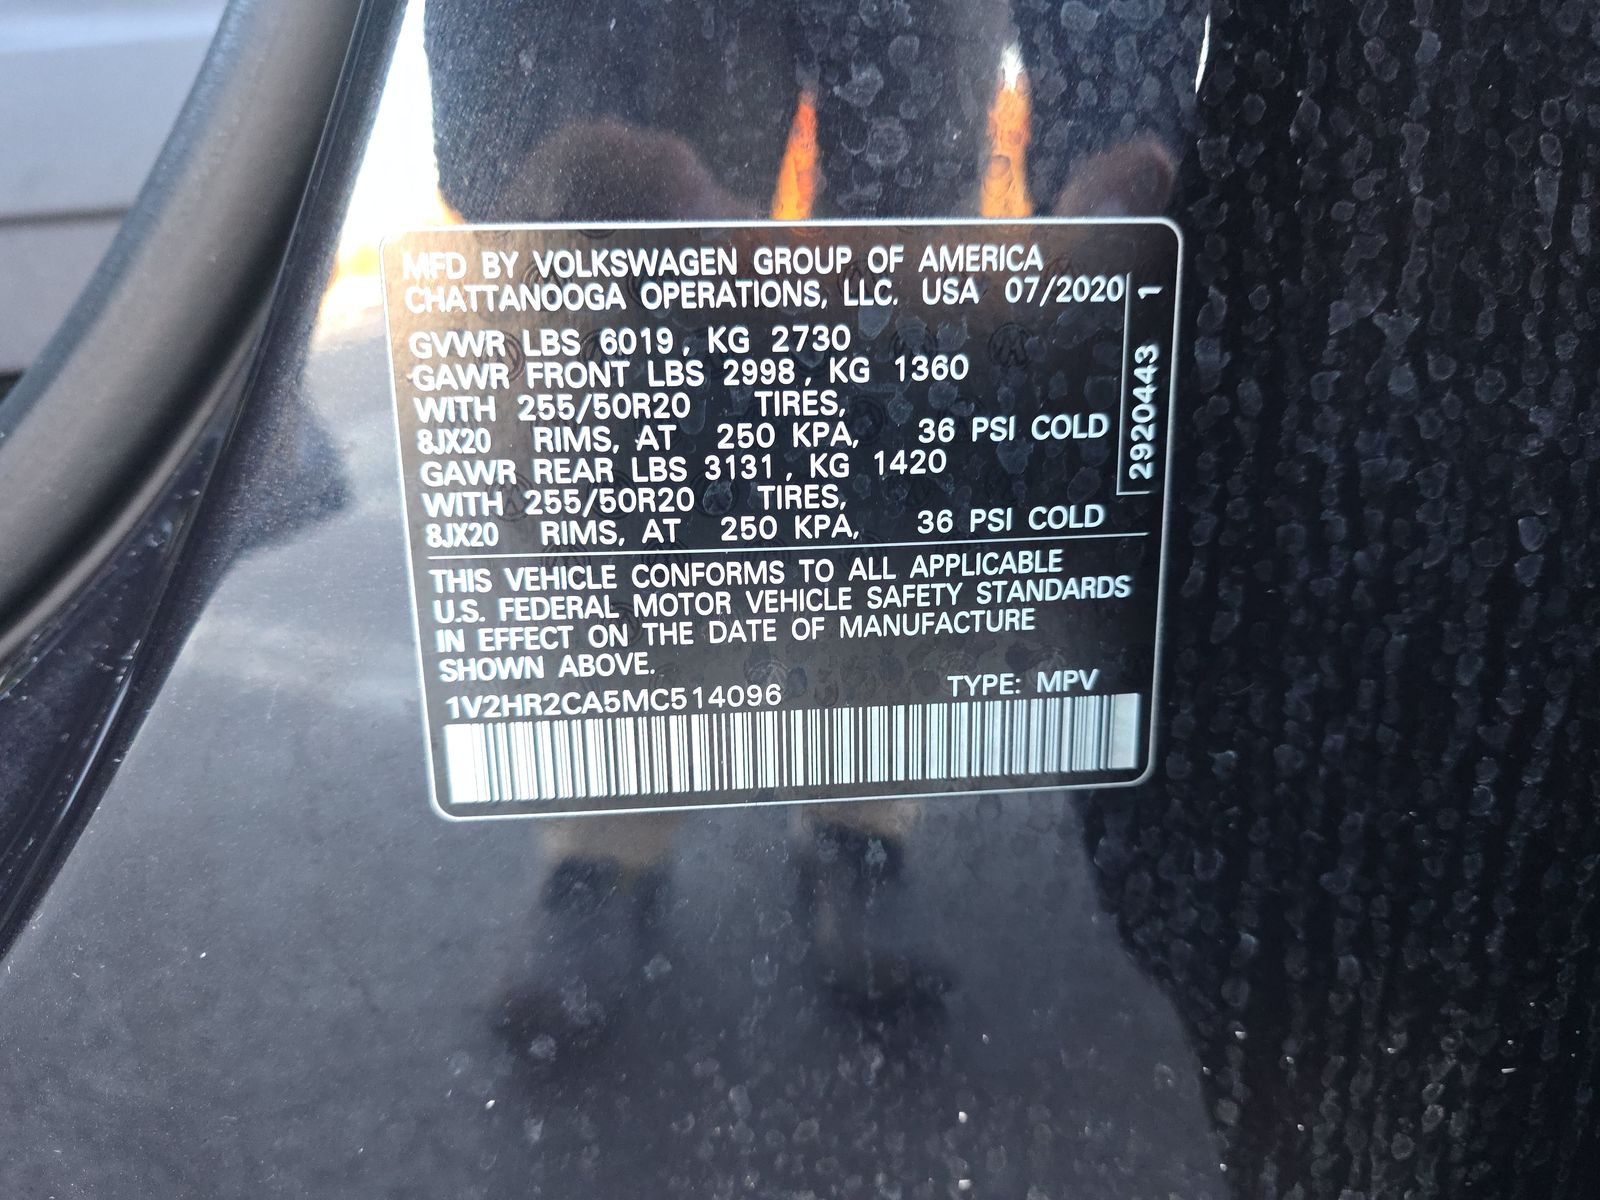 MFD BY VOLKSWAGEN GROUP OF AMERICA
CHATTANOOGA OPERATIONS, LLC. USA 07/2020
GVWR LBS 6019, KG 2730
GAWR FRONT LBS 2998, KG 1360
WITH 255/50R20 TIRES,
8JX20 RIMS, AT 250 KPA, 36 PSI COLD
GAWR REAR LBS 3131, KG 1420
WITH 255/50R20 TIRES,
8JX20 RIMS, AT 250 KPA, 36 PSI COLD
2920443 1
THIS VEHICLE CONFORMS TO ALL APPLICABLE
U.S. FEDERAL MOTOR VEHICLE SAFETY STANDARDS
IN EFFECT ON THE DATE OF MANUFACTURE
SHOWN ABOVE.
1V2HR2CA5MC514096 TYPE: MPV